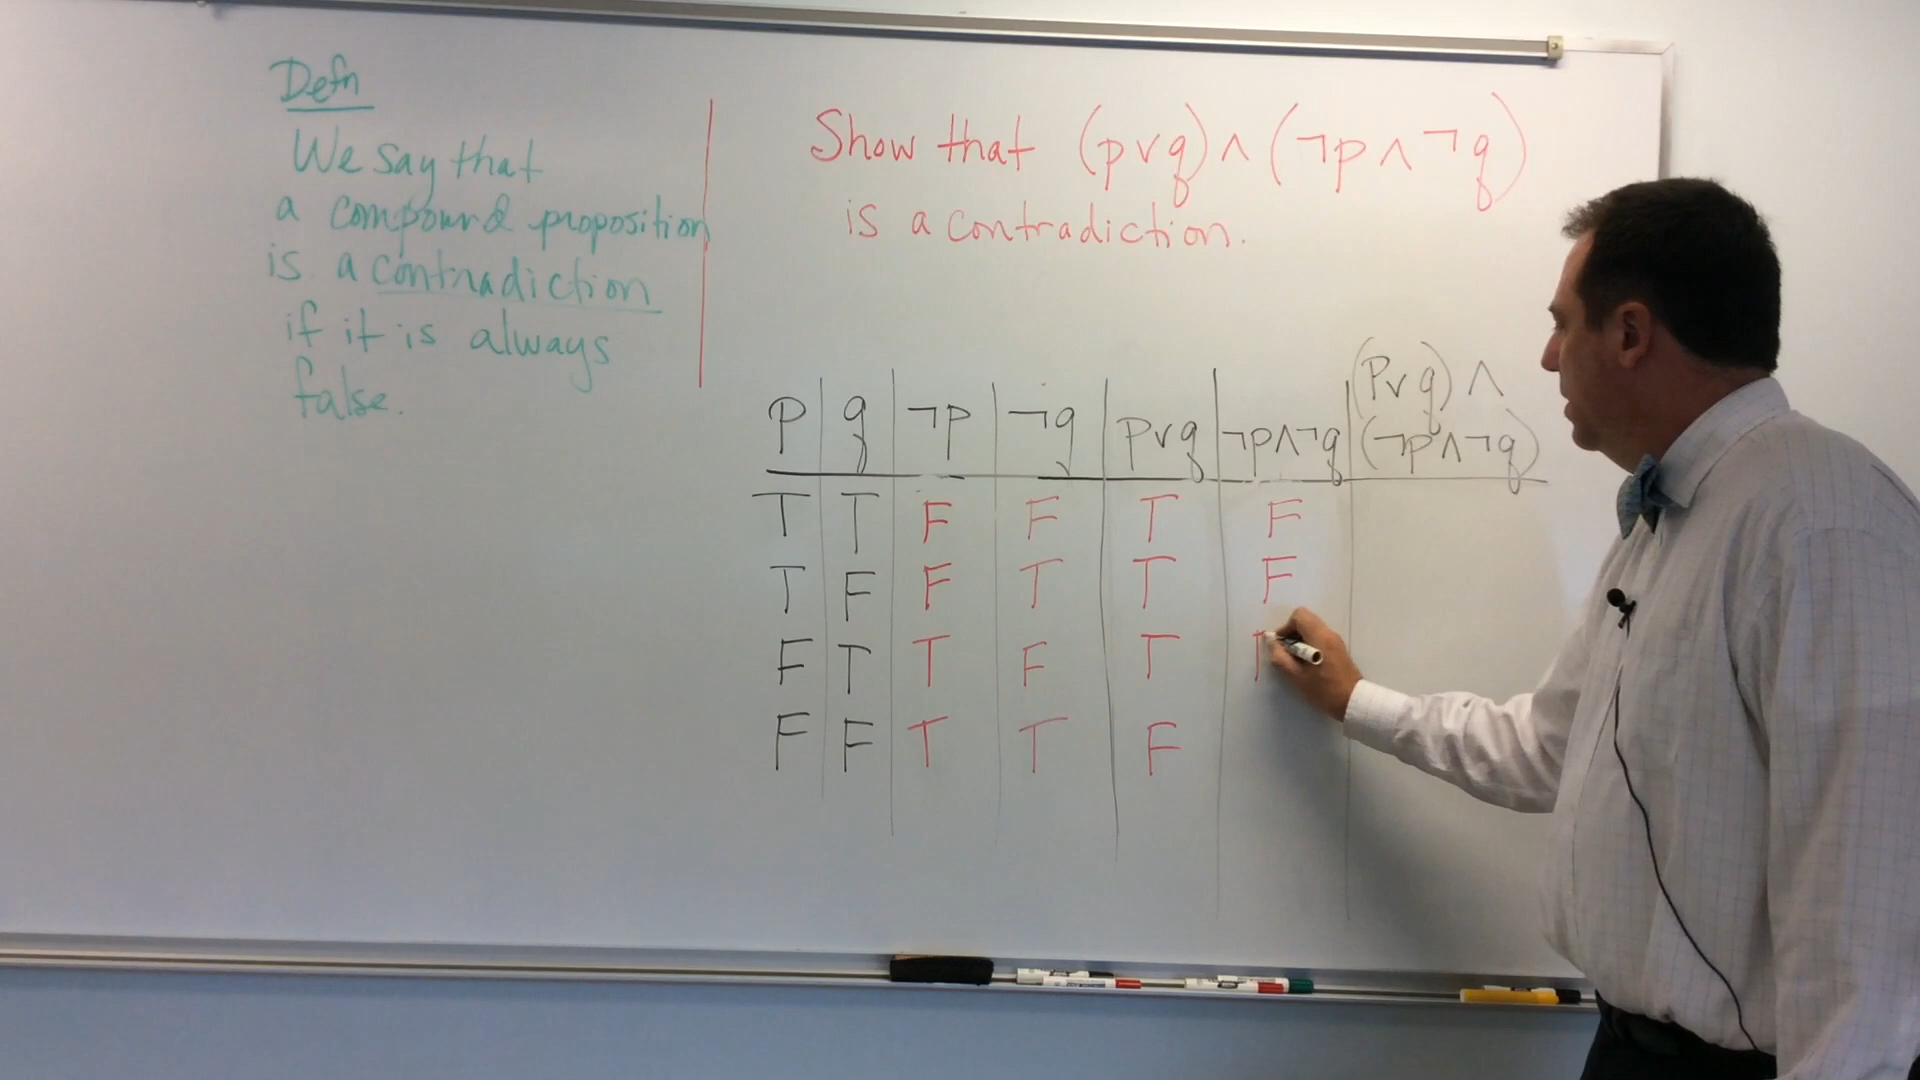 Defn
We say that
a compound proposition
is a contradiction
if it is always
false.
Show that (p∨q)∧(¬p∧¬q)
is a contradiction.
p q ¬p ¬q p∨q ¬p∧¬q (p∨q)∧
(¬p∧¬q)
T T F F T F
T F F T T F
F T T F T
F F T T F